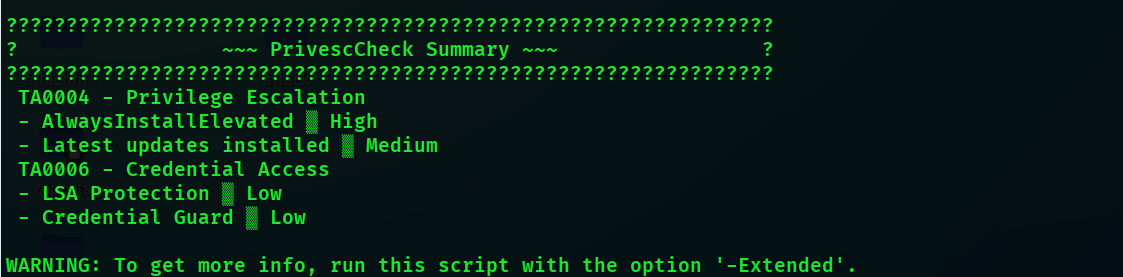 ????????????????????????????????????????????????????????????????
?                 ~~~ PrivescCheck Summary ~~~                 ?
????????????????????????????????????????????????????????????????
 TA0004 - Privilege Escalation
 - AlwaysInstallElevated ▒ High
 - Latest updates installed ▒ Medium
 TA0006 - Credential Access
 - LSA Protection ▒ Low
 - Credential Guard ▒ Low
WARNING: To get more info, run this script with the option '-Extended'.